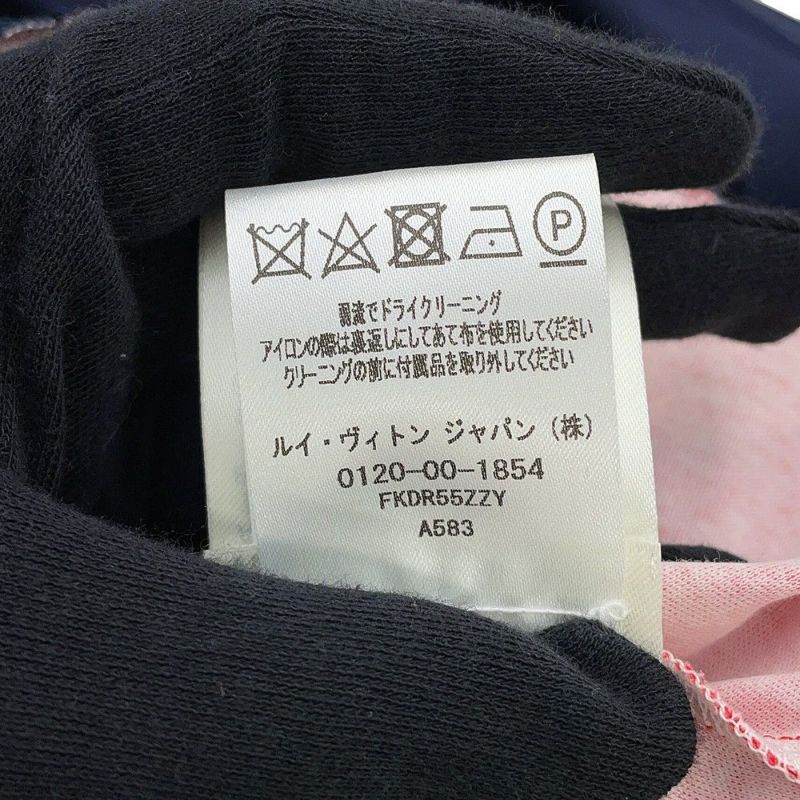 P
弱流でドライクリーニング
アイロンの際は裏返しにしてあて布を使用してください
クリーニングの前に付属品を取り外してください
ルイ・ヴィトン ジャパン (株)
0120-00-1854
FKDR55ZZY
A583